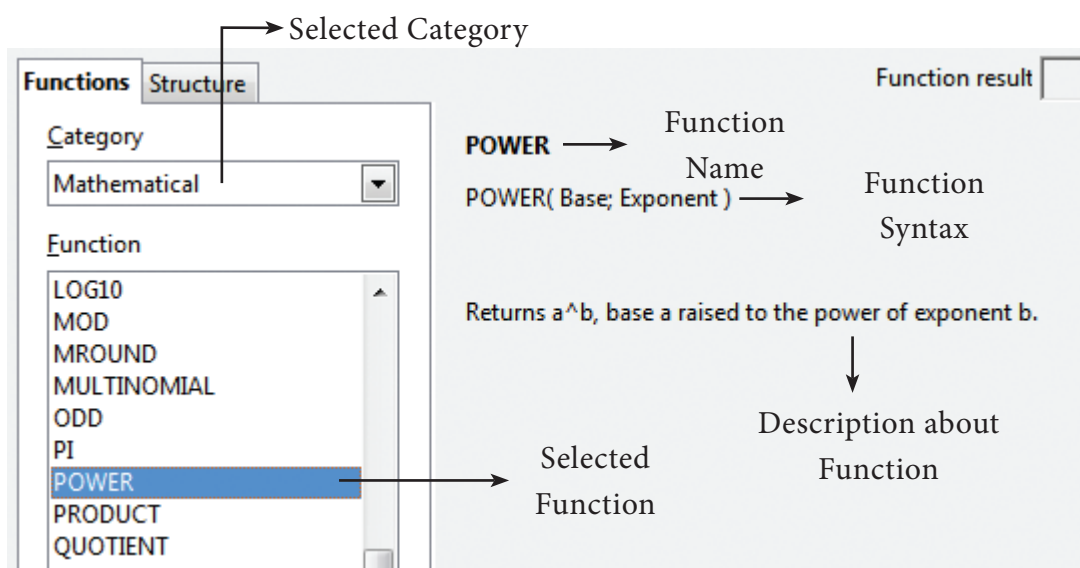 Selected Category
Functions
Structure
Function result
Category
Mathematical
Function
LOG10
MOD
MROUND
MULTINOMIAL
ODD
PI
POWER
PRODUCT
QUOTIENT
POWER
Function
Name
POWER( Base; Exponent )
Function
Syntax
Returns a^b, base a raised to the power of exponent b.
Description about
Function
Selected
Function